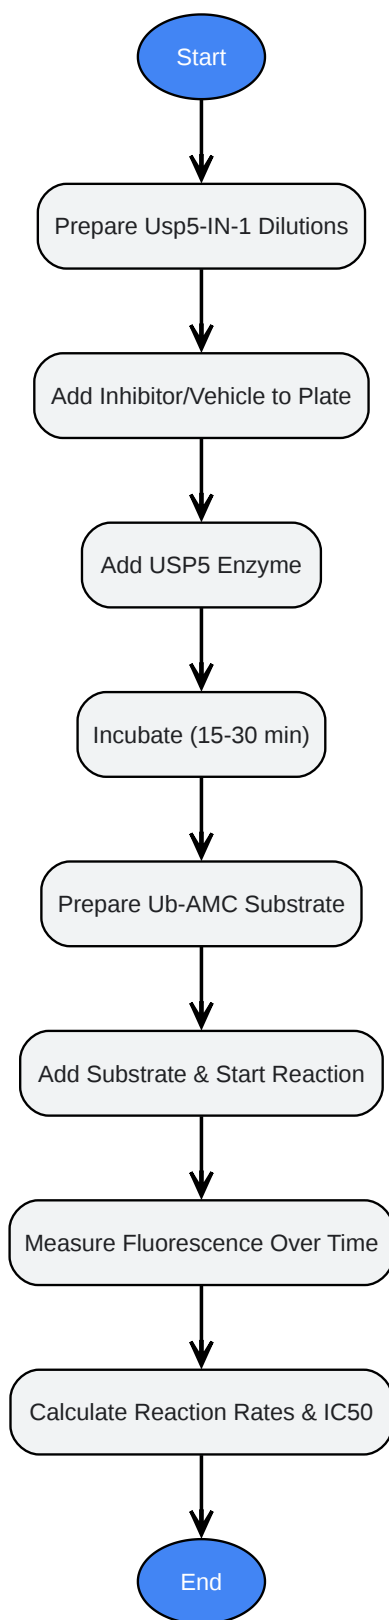 Start
Prepare Usp5-IN-1 Dilutions
Add Inhibitor/Vehicle to Plate
Add USP5 Enzyme
Incubate (15-30 min)
Prepare Ub-AMC Substrate
Add Substrate & Start Reaction
Measure Fluorescence Over Time
Calculate Reaction Rates & IC50
End